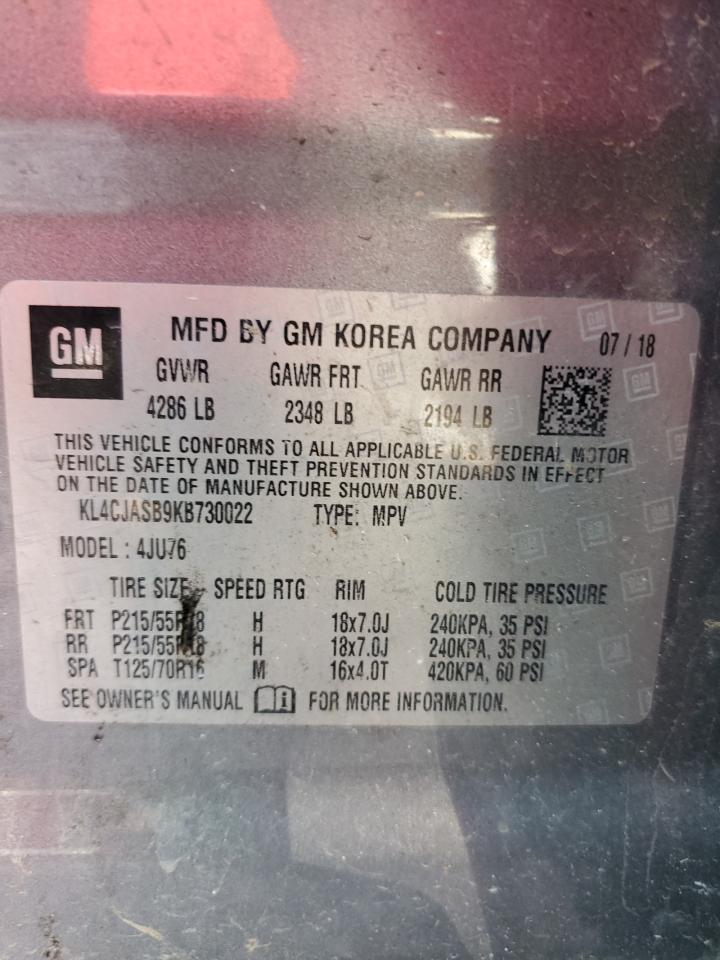 GM
MFD BY GM KOREA COMPANY 07 / 18
GVWR GAWR FRT GAWR RR
4286 LB 2348 LB 2194 LB
THIS VEHICLE CONFORMS TO ALL APPLICABLE U.S. FEDERAL MOTOR
VEHICLE SAFETY AND THEFT PREVENTION STANDARDS IN EFFECT
ON THE DATE OF MANUFACTURE SHOWN ABOVE.
KL4CJASB9KB730022 TYPE: MPV
MODEL : 4JU76
TIRE SIZE SPEED RTG RIM COLD TIRE PRESSURE
FRT P215/55R18 H 18x7.0J 240KPA, 35 PSI
RR P215/55R18 H 18x7.0J 240KPA, 35 PSI
SPA T125/70R16 M 16x4.0T 420KPA, 60 PSI
SEE OWNER'S MANUAL FOR MORE INFORMATION.